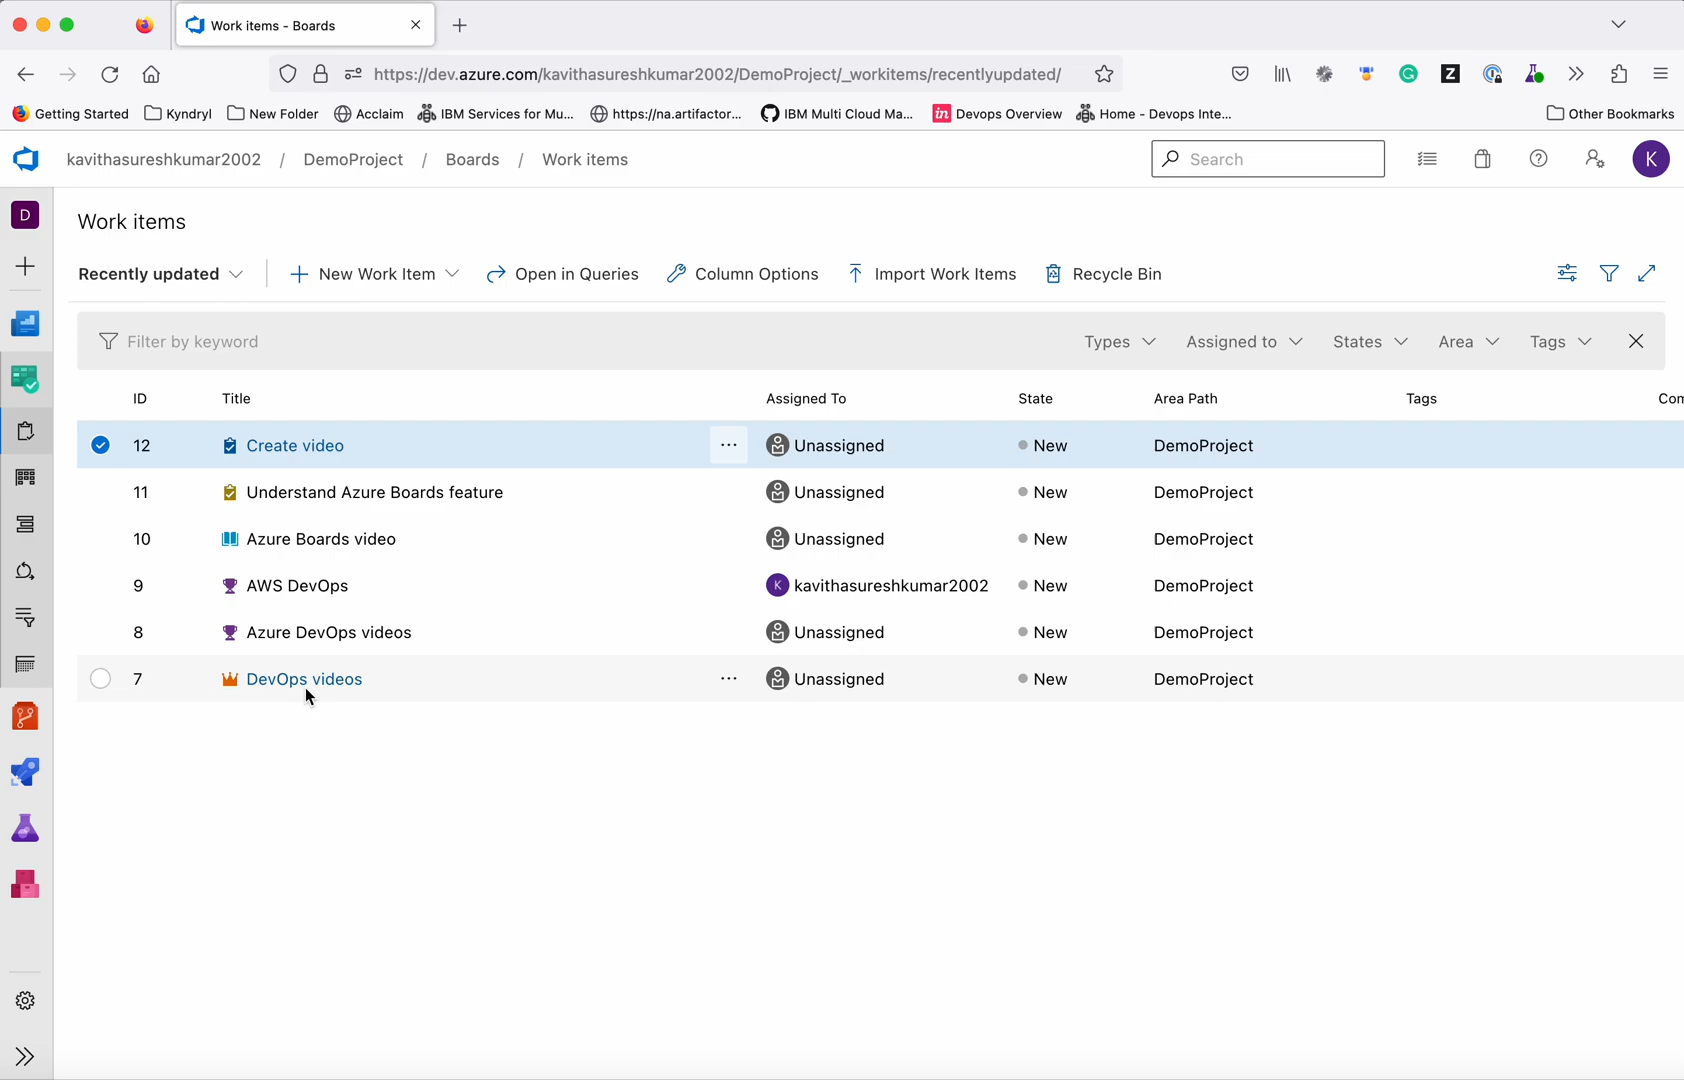 Work items - Boards
https://dev.azure.com/kavithasureshkumar2002/DemoProject/_workitems/recentlyupdated/
Z
Getting Started Kyndryl New Folder Acclaim IBM Services for Mu... https://na.artifactor... IBM Multi Cloud Ma... in Devops Overview Home - Devops Inte... Other Bookmarks
kavithasureshkumar2002 / DemoProject / Boards / Work items Search K
D
Work items
Recently updated New Work Item Open in Queries Column Options Import Work Items Recycle Bin
Filter by keyword Types Assigned to States Area Tags
ID Title Assigned To State Area Path Tags Com
12 Create video ... Unassigned New DemoProject
11 Understand Azure Boards feature Unassigned New DemoProject
10 Azure Boards video Unassigned New DemoProject
9 AWS DevOps K kavithasureshkumar2002 New DemoProject
8 Azure DevOps videos Unassigned New DemoProject
7 DevOps videos ... Unassigned New DemoProject